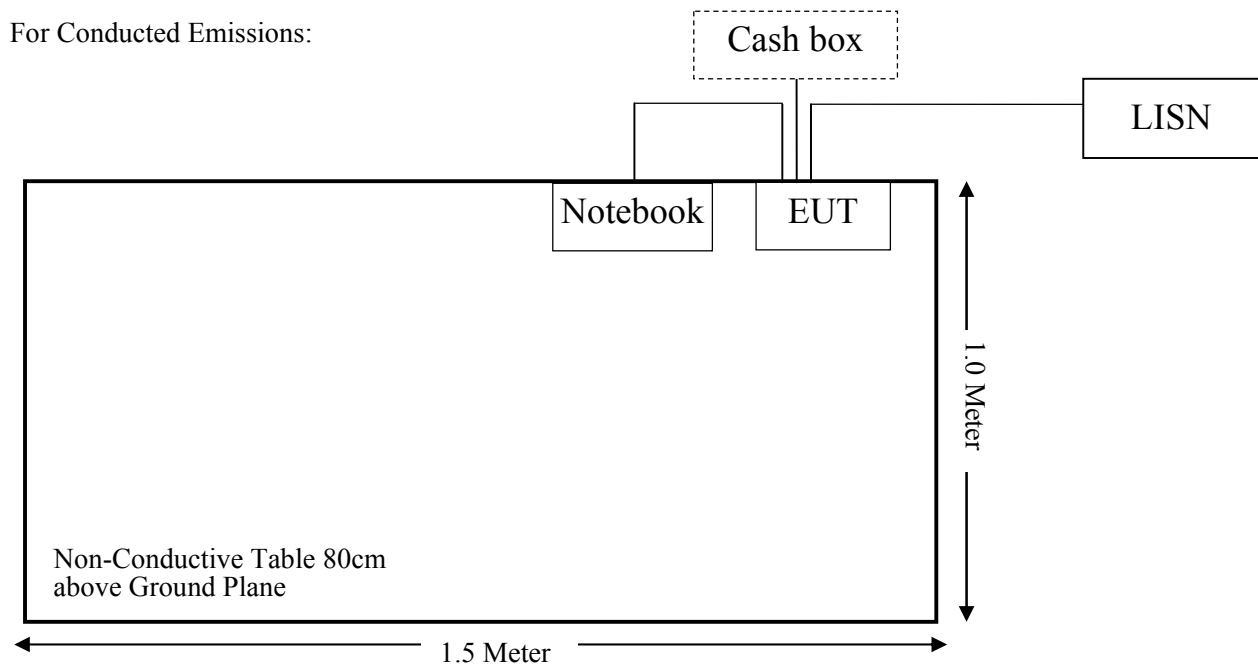 For Conducted Emissions:
Cash box
LISN
Notebook
EUT
1.0 Meter
Non-Conductive Table 80cm
above Ground Plane
1.5 Meter